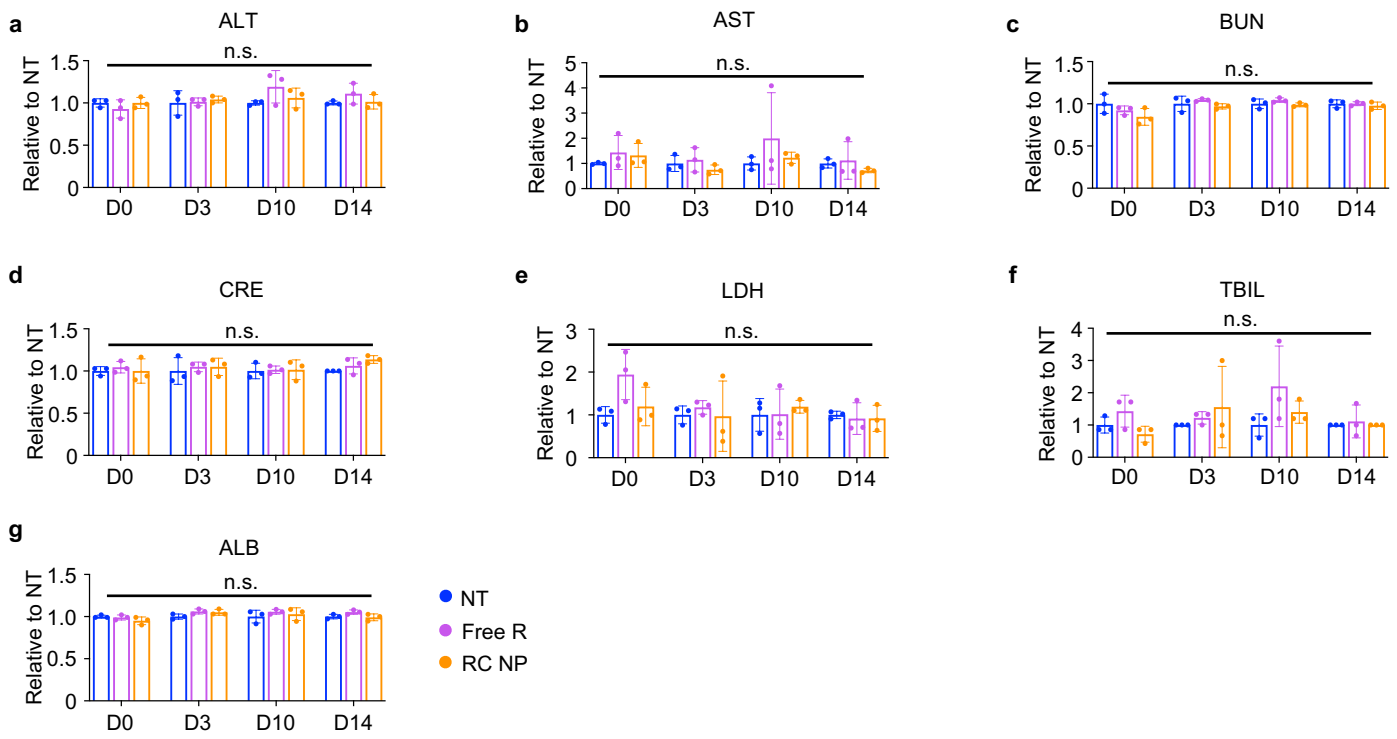 a
ALT
Relative to NT
1.5
1.0
0.5
0
n.s.
D0 D3 D10 D14
b
AST
Relative to NT
5
4
3
2
1
0
n.s.
D0 D3 D10 D14
c
BUN
Relative to NT
1.5
1.0
0.5
0
n.s.
D0 D3 D10 D14
d
CRE
Relative to NT
1.5
1.0
0.5
0
n.s.
D0 D3 D10 D14
e
LDH
Relative to NT
3
2
1
0
n.s.
D0 D3 D10 D14
f
TBIL
Relative to NT
4
3
2
1
0
n.s.
D0 D3 D10 D14
g
ALB
Relative to NT
1.5
1.0
0.5
0
n.s.
D0 D3 D10 D14
NT
Free R
RC NP